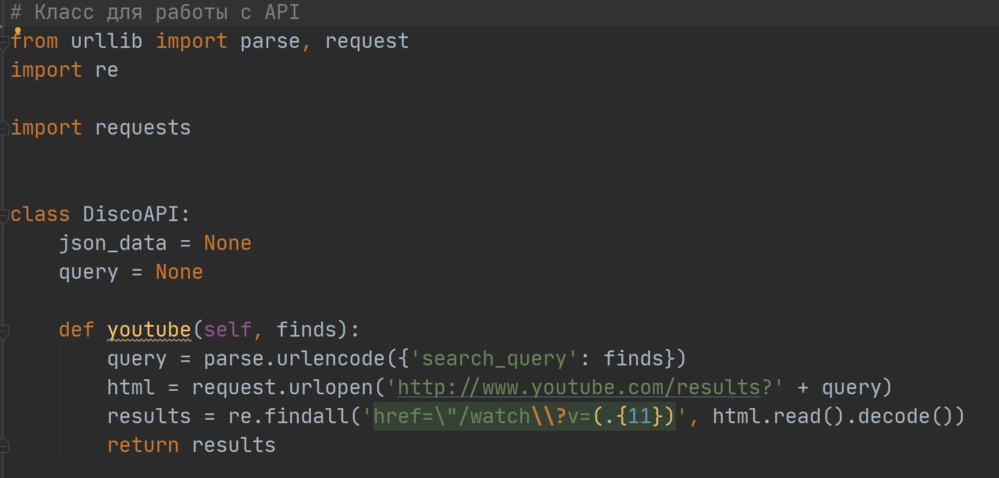 # Класс для работы с API
from urllib import parse, request
import re
import requests
class DiscoAPI:
    json_data = None
    query = None
    def youtube(self, finds):
        query = parse.urlencode({'search_query': finds})
        html = request.urlopen('http://www.youtube.com/results?' + query)
        results = re.findall('href=\"/watch\\?v=(.{11})', html.read().decode())
        return results